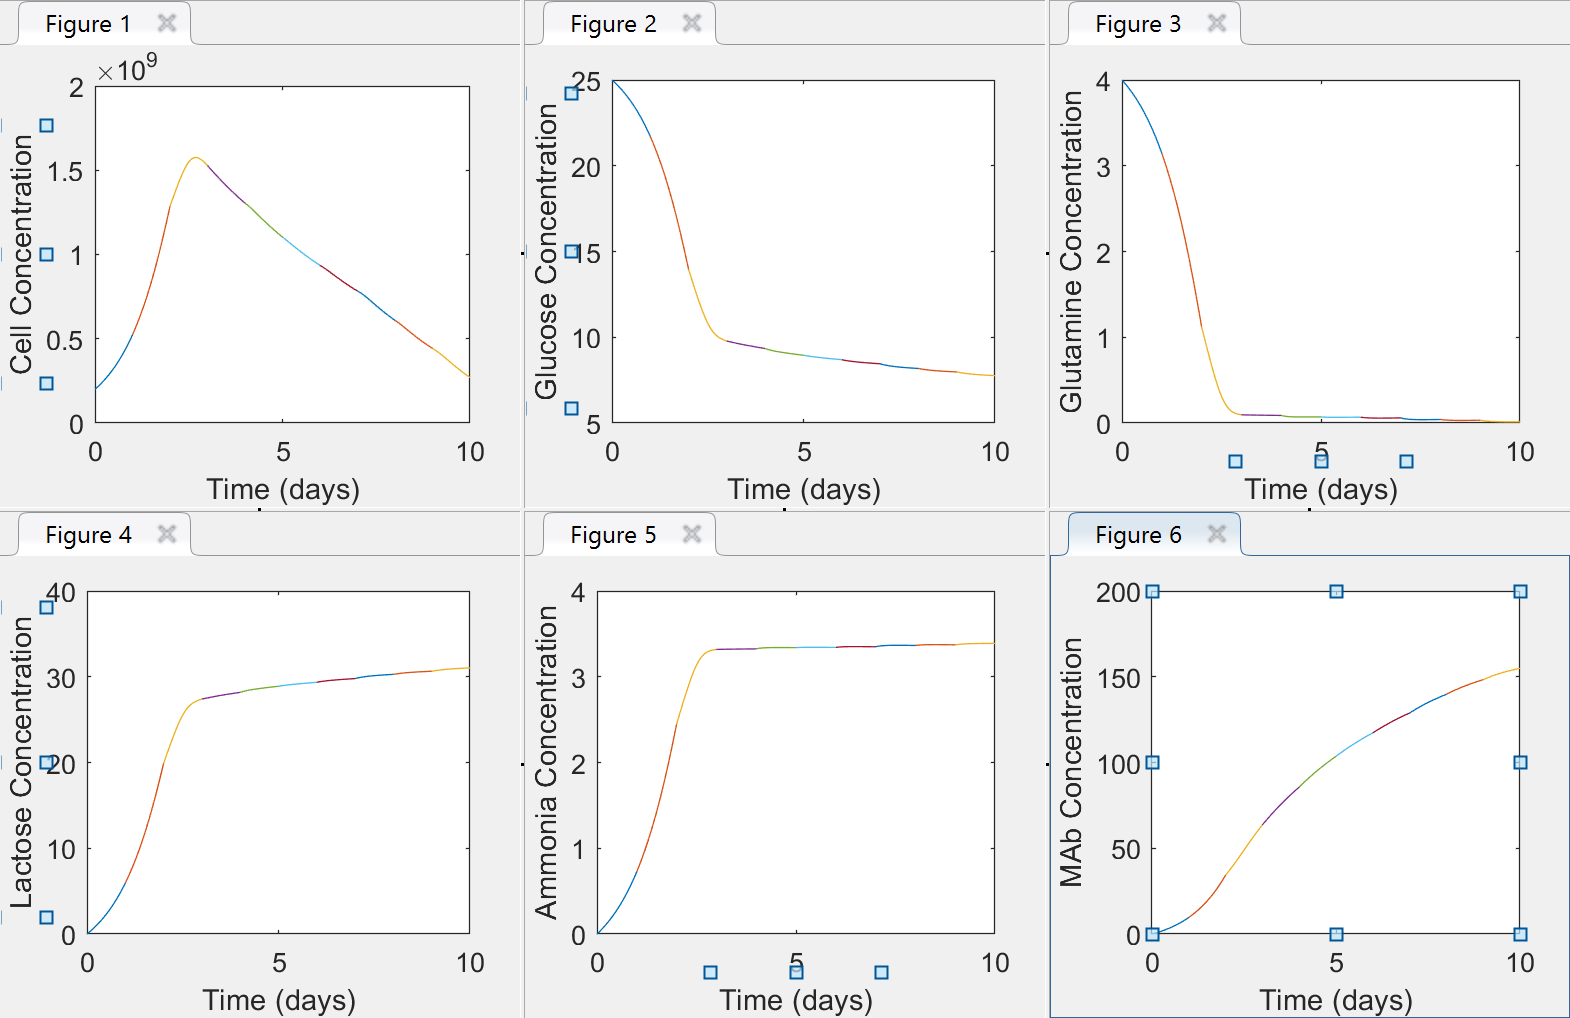 Figure 1
×10^9
2
1.5
1
0.5
0
0
5
10
Cell Concentration
Time (days)
Figure 2
25
20
15
10
5
0
5
10
Glucose Concentration
Time (days)
Figure 3
4
3
2
1
0
0
5
10
Glutamine Concentration
Time (days)
Figure 4
40
30
20
10
0
0
5
10
Lactose Concentration
Time (days)
Figure 5
4
3
2
1
0
0
5
10
Ammonia Concentration
Time (days)
Figure 6
200
150
100
50
0
0
5
10
MAb Concentration
Time (days)